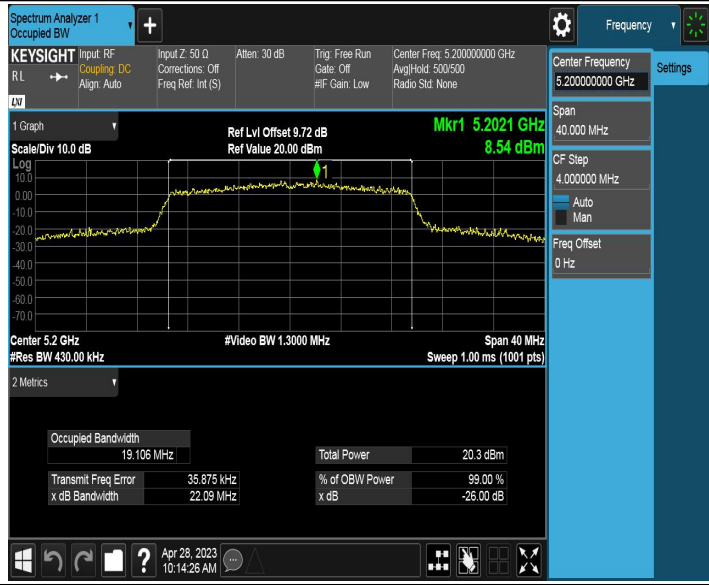 Spectrum Analyzer 1
Occupied BW
Frequency
KEYSIGHT
RL
LXI
Input: RF
Coupling: DC
Align: Auto
Input Z: 50 Ω
Corrections: Off
Freq Ref: Int (S)
Atten: 30 dB
Trig: Free Run
Gate: Off
#IF Gain: Low
Center Freq: 5.200000000 GHz
Avg|Hold: 500/500
Radio Std: None
Center Frequency
5.200000000 GHz
Settings
Span
40.000 MHz
CF Step
4.000000 MHz
Auto
Man
Freq Offset
0 Hz
1 Graph
Scale/Div 10.0 dB
Ref Lvl Offset 9.72 dB
Ref Value 20.00 dBm
Mkr1 5.2021 GHz
8.54 dBm
Log
10.0
0.00
-10.0
-20.0
-30.0
-40.0
-50.0
-60.0
-70.0
1
Center 5.2 GHz
#Res BW 430.00 kHz
#Video BW 1.3000 MHz
Span 40 MHz
Sweep 1.00 ms (1001 pts)
2 Metrics
Occupied Bandwidth
19.106 MHz
Total Power 20.3 dBm
Transmit Freq Error 35.875 kHz
% of OBW Power 99.00 %
x dB Bandwidth 22.09 MHz
x dB -26.00 dB
?
Apr 28, 2023
10:14:26 AM